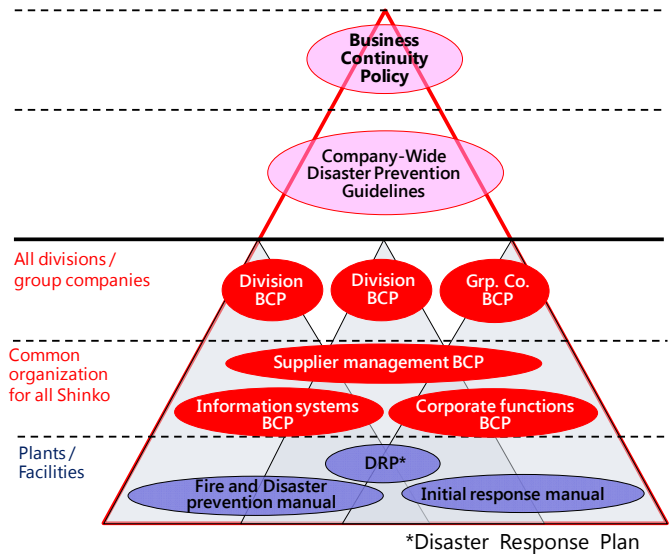 Business
Continuity
Policy
Company-Wide
Disaster Prevention
Guidelines
All divisions /
group companies
Division
BCP
Division
BCP
Grp. Co.
BCP
Common
organization
for all Shinko
Supplier management BCP
Information systems
BCP
Corporate functions
BCP
Plants /
Facilities
DRP*
Fire and Disaster
prevention manual
Initial response manual
*Disaster Response Plan